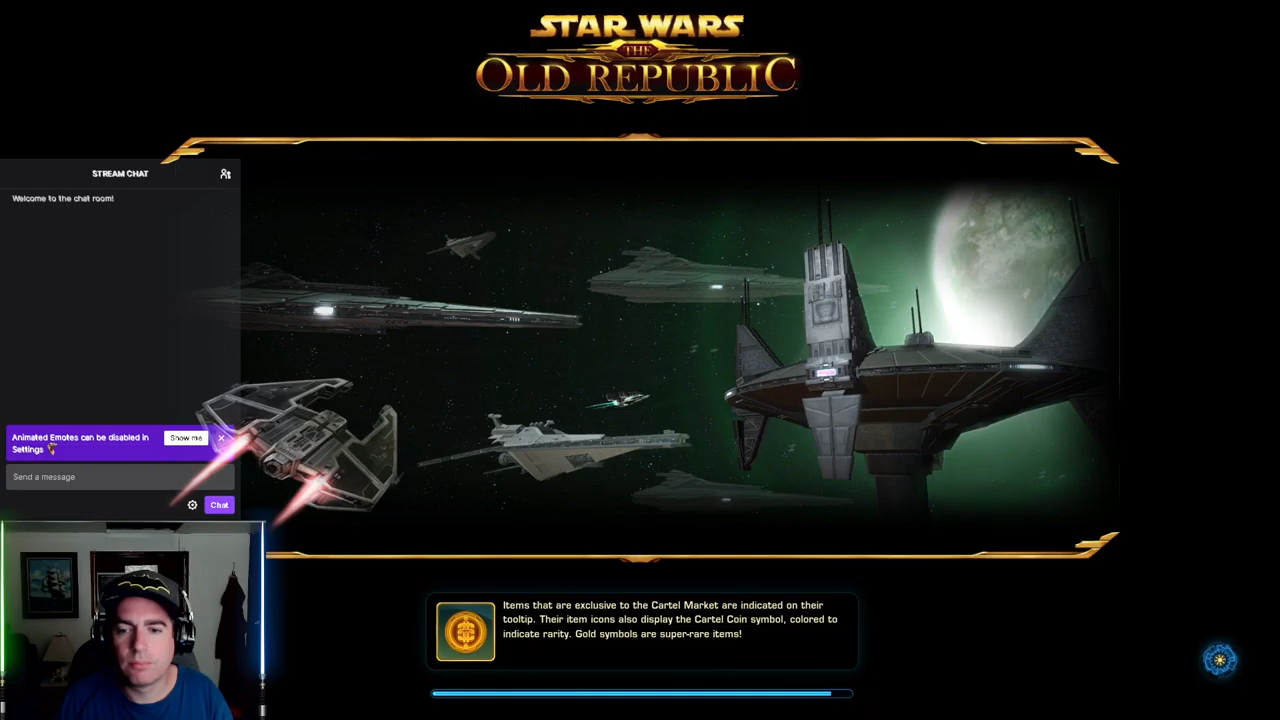 STAR WARS
THE
OLD REPUBLIC
STREAM CHAT
Welcome to the chat room!
Animated Emotes can be disabled in
Settings
Show me
Send a message
Chat
Items that are exclusive to the Cartel Market are indicated on their
tooltip. Their item icons also display the Cartel Coin symbol, colored to
indicate rarity. Gold symbols are super-rare items!